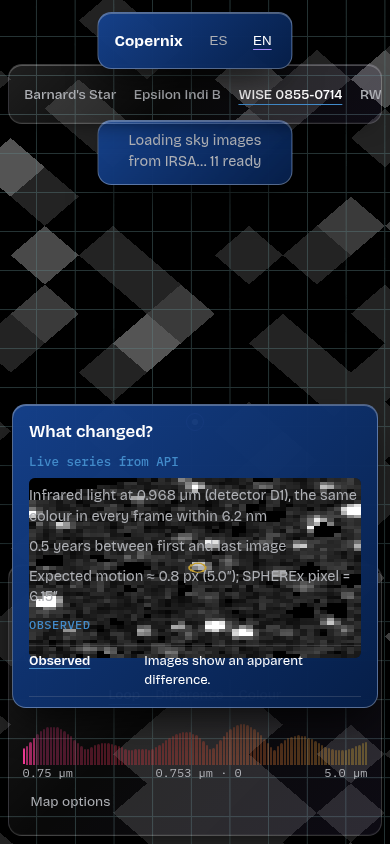 Copernix ES EN
Barnard's Star Epsilon Indi B WISE 0855-0714 RW
Loading sky images
from IRSA... 11 ready
What changed?
Live series from API
Infrared light at 0.968 µm (detector D1), the same
colour in every frame within 6.2 nm
0.5 years between first and last image
Expected motion ≈ 0.8 px (5.0″); SPHEREx pixel =
6.15″
OBSERVED
Observed Images show an apparent
difference.
0.75 µm 0.753 µm · 0 5.0 µm
Map options